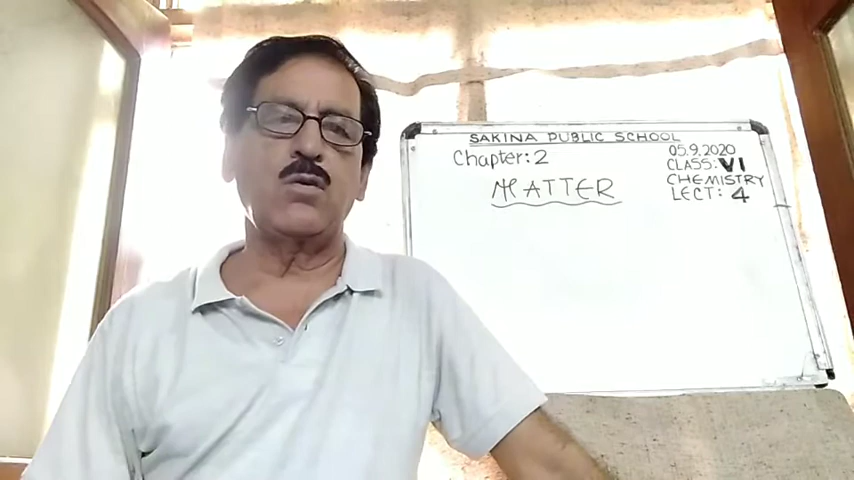 SAKINA PUBLIC SCHOOL
05.9.2020
Chapter: 2
CLASS: VI
CHEMISTRY
MATTER
LECT: 4